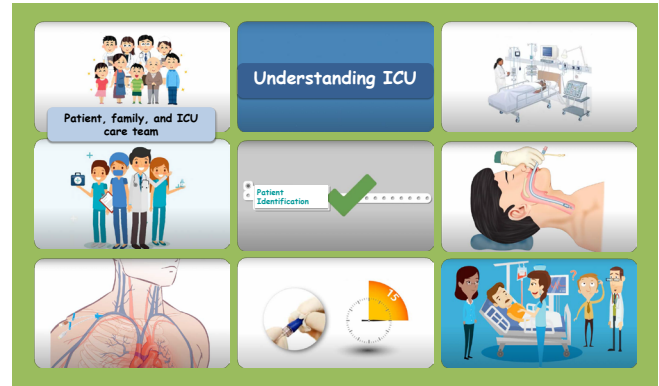 Understanding ICU
Patient, family, and ICU
care team
Patient
Identification
15